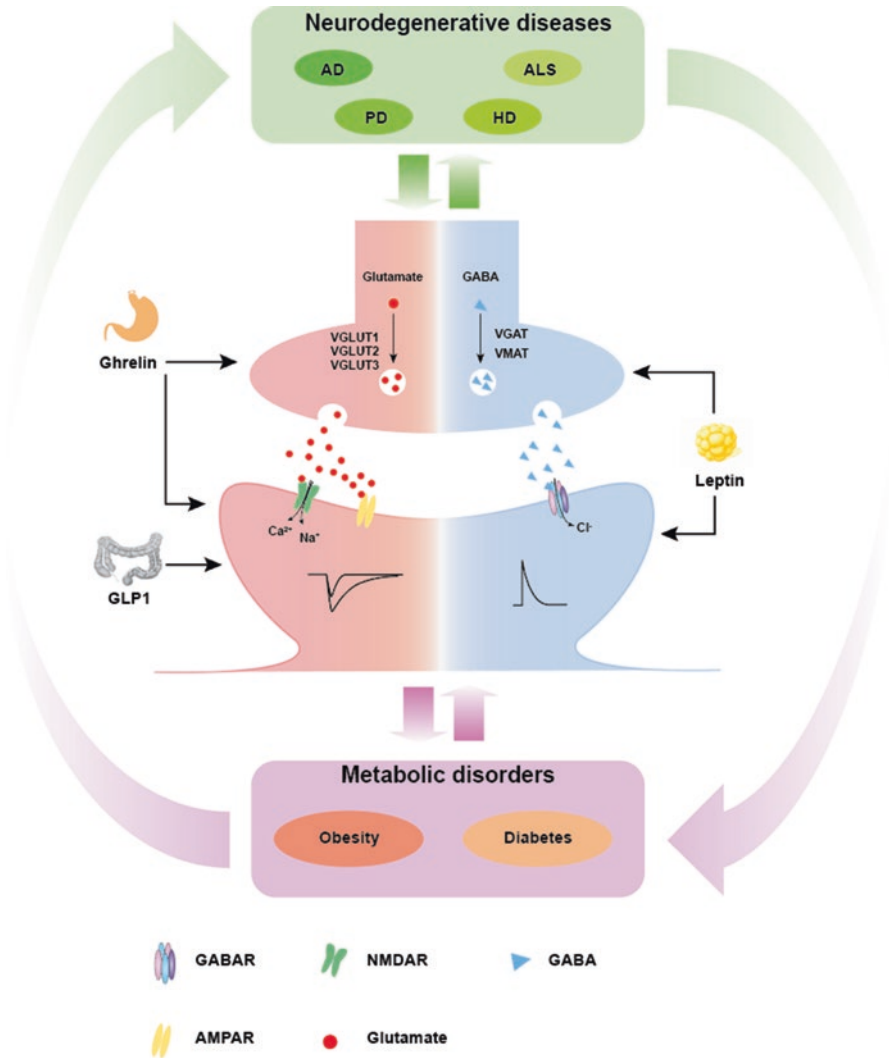 Neurodegenerative diseases
AD
ALS
PD
HD
Glutamate
GABA
VGLUT1
VGLUT2
VGLUT3
VGAT
VMAT
Ghrelin
Leptin
Ca²⁺
Na⁺
Cl⁻
GLP1
Metabolic disorders
Obesity
Diabetes
GABAR
NMDAR
GABA
AMPAR
Glutamate